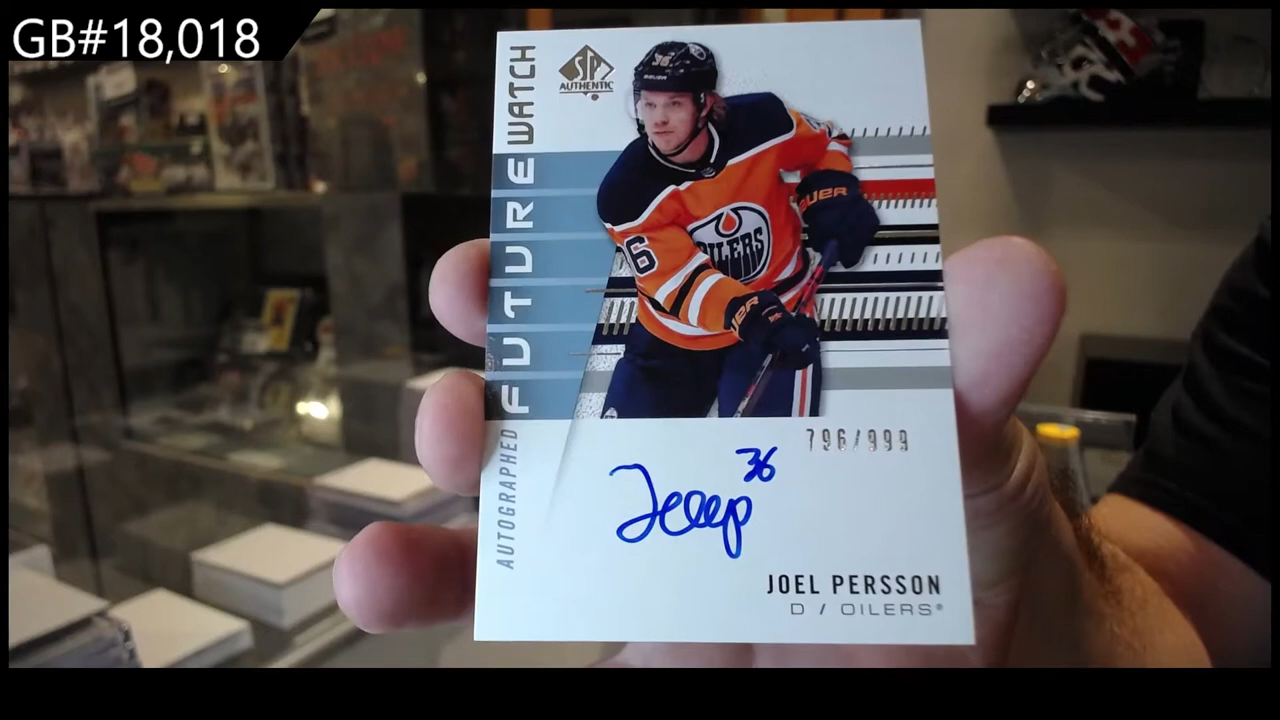 GB#18,018
SP
AUTHENTIC
AUTOGRAPHED FUTURE WATCH
36
BAUER
OILERS
36
796/999
JOEL PERSSON
D / OILERS®